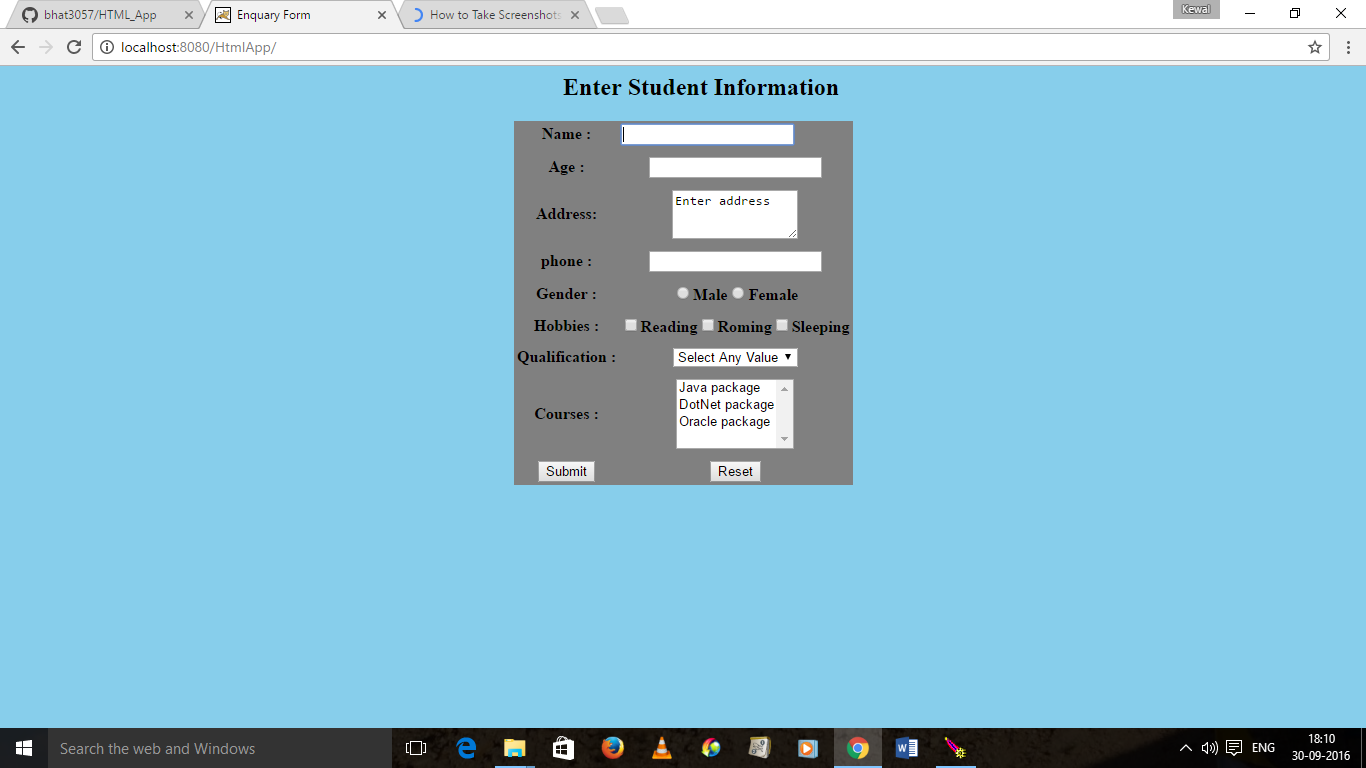 bhat3057/HTML_App
Enquary Form
How to Take Screenshots
Kewal
localhost:8080/HtmlApp/
Enter Student Information
Name :
Age :
Address: Enter address
phone :
Gender : Male Female
Hobbies : Reading Roming Sleeping
Qualification : Select Any Value
Java package
DotNet package
Courses :
Oracle package
Submit Reset
Search the web and Windows
ENG
18:10
30-09-2016